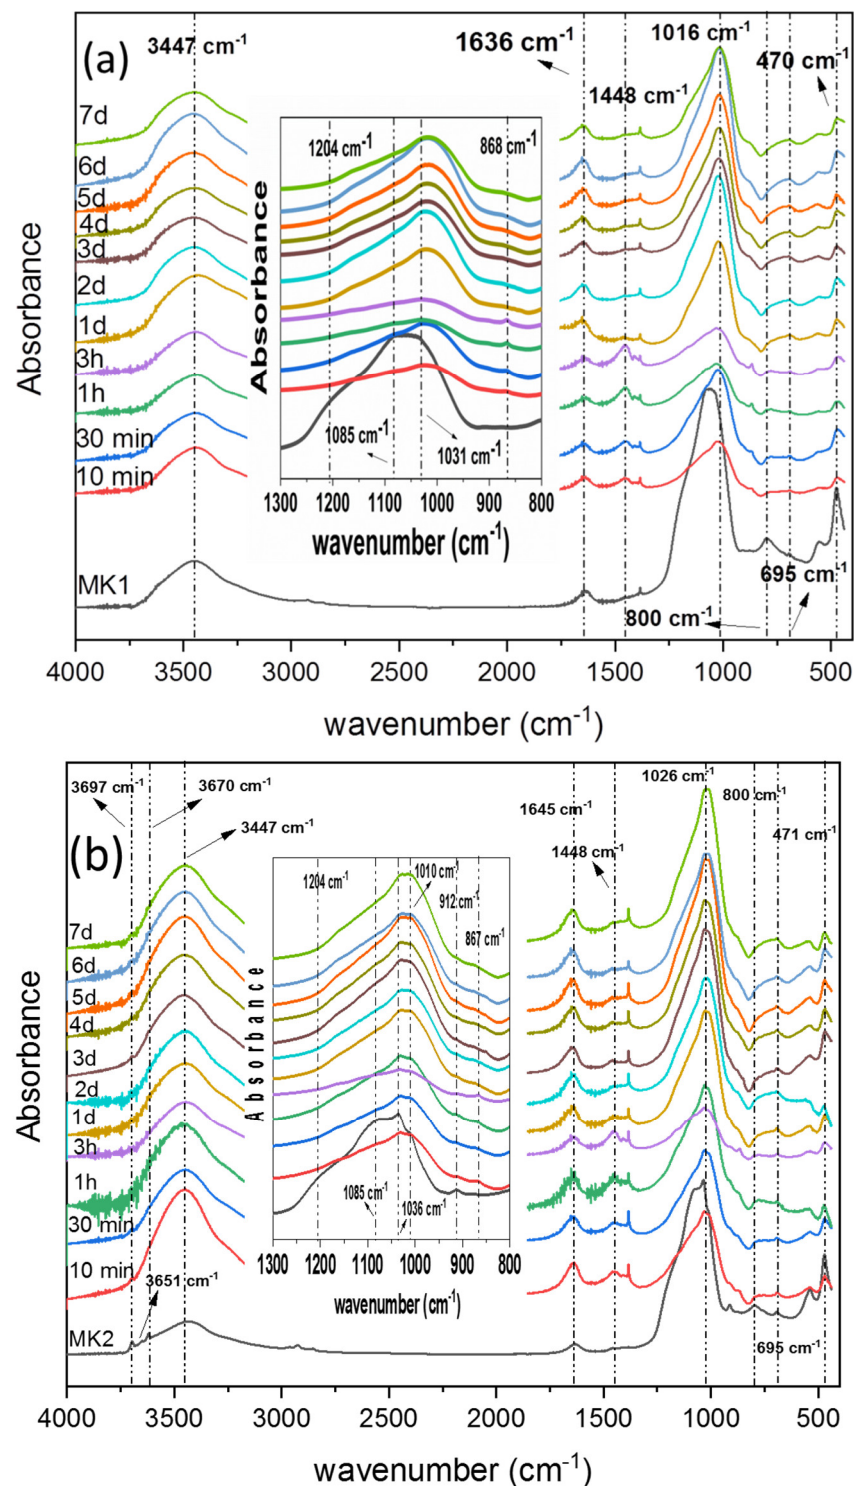 (a)
3447 cm-1
1636 cm-1
1016 cm-1
470 cm-1
1448 cm-1
7d
6d
5d
4d
3d
2d
1d
3h
1h
30 min
10 min
MK1
Absorbance
1204 cm-1
868 cm-1
Absorbance
1085 cm-1
1031 cm-1
1300 1200 1100 1000 900 800
wavenumber (cm-1)
695 cm-1
800 cm-1
4000 3500 3000 2500 2000 1500 1000 500
wavenumber (cm-1)
3697 cm-1
3670 cm-1
3447 cm-1
(b)
1026 cm-1
800 cm-1
1645 cm-1
471 cm-1
1448 cm-1
7d
6d
5d
4d
3d
2d
1d
3h
1h
30 min
10 min
3651 cm-1
MK2
Absorbance
1204 cm-1
1010 cm-1
912 cm-1
867 cm-1
Absorbance
1085 cm-1
1036 cm-1
1300 1200 1100 1000 900 800
wavenumber (cm-1)
695 cm-1
4000 3500 3000 2500 2000 1500 1000 500
wavenumber (cm-1)